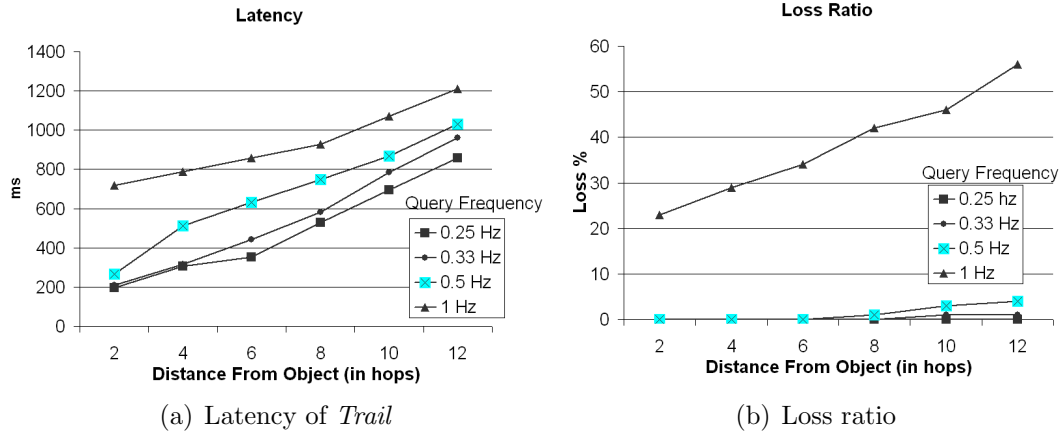 Latency
1400
1200
1000
800
600
400
200
0
ms
2 4 6 8 10 12
Distance From Object (in hops)
Query Frequency
0.25 Hz
0.33 Hz
0.5 Hz
1 Hz
(a) Latency of Trail
Loss Ratio
60
50
40
30
20
10
0
Loss %
2 4 6 8 10 12
Distance From Object (in hops)
Query Frequency
0.25 hz
0.33 Hz
0.5 Hz
1 Hz
(b) Loss ratio